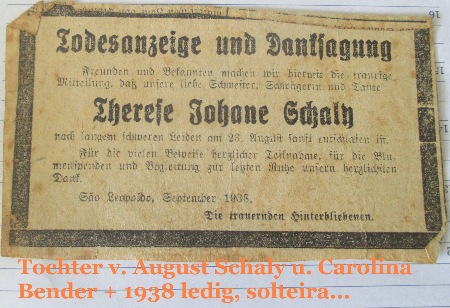 Todesanzeige und Danksagung
Freunden und Bekannten machen wir hiermit die traurige
Mitteilung, daß unsere liebe Schwester, Schwägerin und Tante
Therese Johane Schaly
nach langem schweren Leiden am 23. August sanft entschlafen ist.
Für die vielen Beweise herzlicher Teilnahme, für die Blu-
menspenden und Begleitung zur letzten Ruhe unsern herzlichsten
Dank.
São Leopoldo, September 1938.
Die trauernden Hinterbliebenen.
Tochter v. August Schaly u. Carolina
Bender + 1938 ledig, solteira...